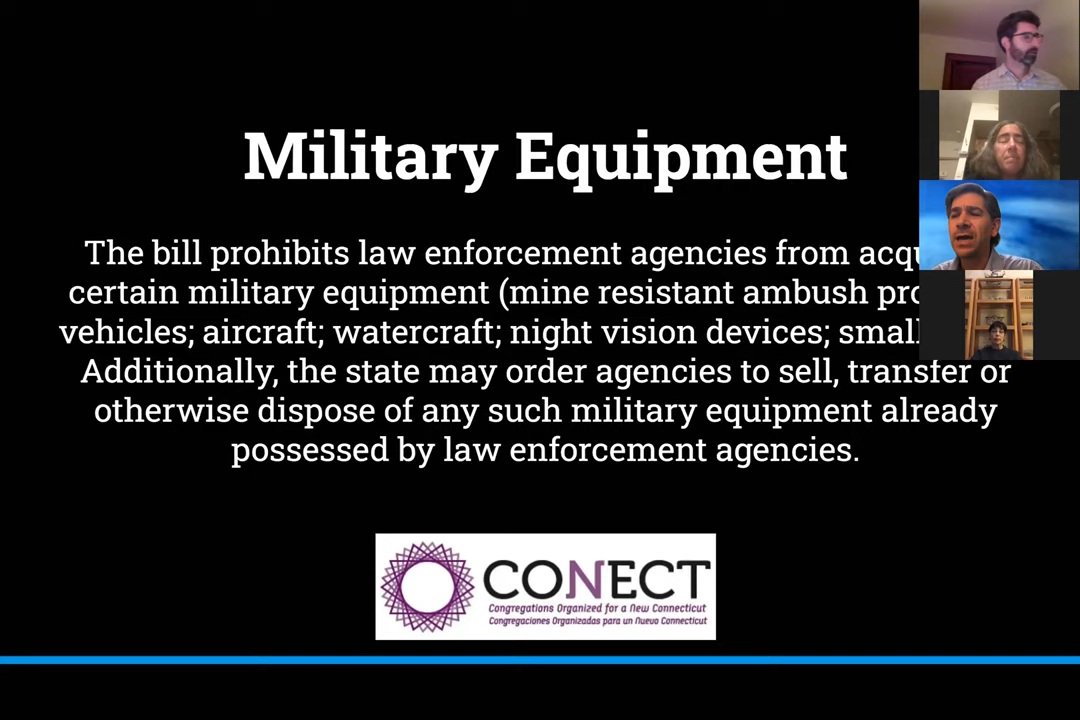 Military Equipment
The bill prohibits law enforcement agencies from
certain military equipment (mine resistant ambush
vehicles; aircraft; watercraft; night vision devices; small
Additionally, the state may order agencies to sell, transfer or
otherwise dispose of any such military equipment already
possessed by law enforcement agencies.
CONECT
Congregations Organized for a New Connecticut
Congregaciones Organizadas para un Nuevo Connecticut